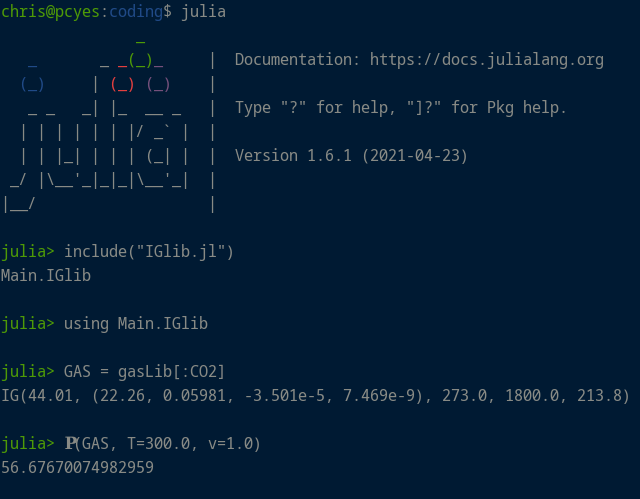 chris@pcyes:coding$ julia
               _
   _       _ _(_)_     |  Documentation: https://docs.julialang.org
  (_)     | (_) (_)    |
   _ _   _| |_  __ _   |  Type "?" for help, "]?" for Pkg help.
  | | | | | | |/ _` |  |
  | | |_| | | | (_| |  |  Version 1.6.1 (2021-04-23)
 _/ |\__'_|_|_|\__'_|  |
|__/                   |
julia> include("IGlib.jl")
Main.IGlib
julia> using Main.IGlib
julia> GAS = gasLib[:CO2]
IG(44.01, (22.26, 0.05981, -3.501e-5, 7.469e-9), 273.0, 1800.0, 213.8)
julia> 𝐏(GAS, T=300.0, v=1.0)
56.67670074982959